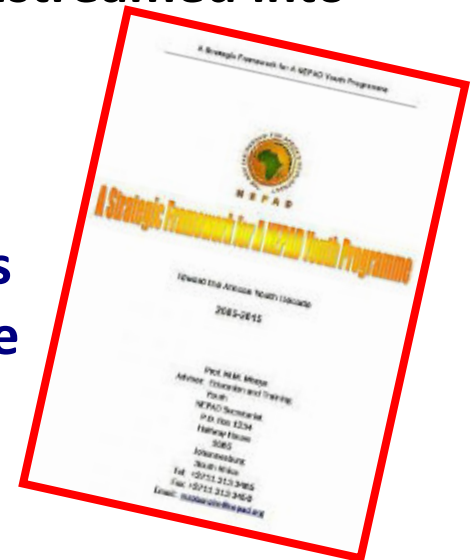 streamed into
s
e
A Strategic Framework for A NEPAD Youth Programme
NEPAD
A Strategic Framework for A NEPAD Youth Programme
Toward the African Youth Decade
2005-2015
Prof.
Advisor: Education and Training
Youth
NEPAD Secretariat
P.O. Box 1234
Halfway House
Johannesburg
South Africa
Tel:
Fax:
Email: